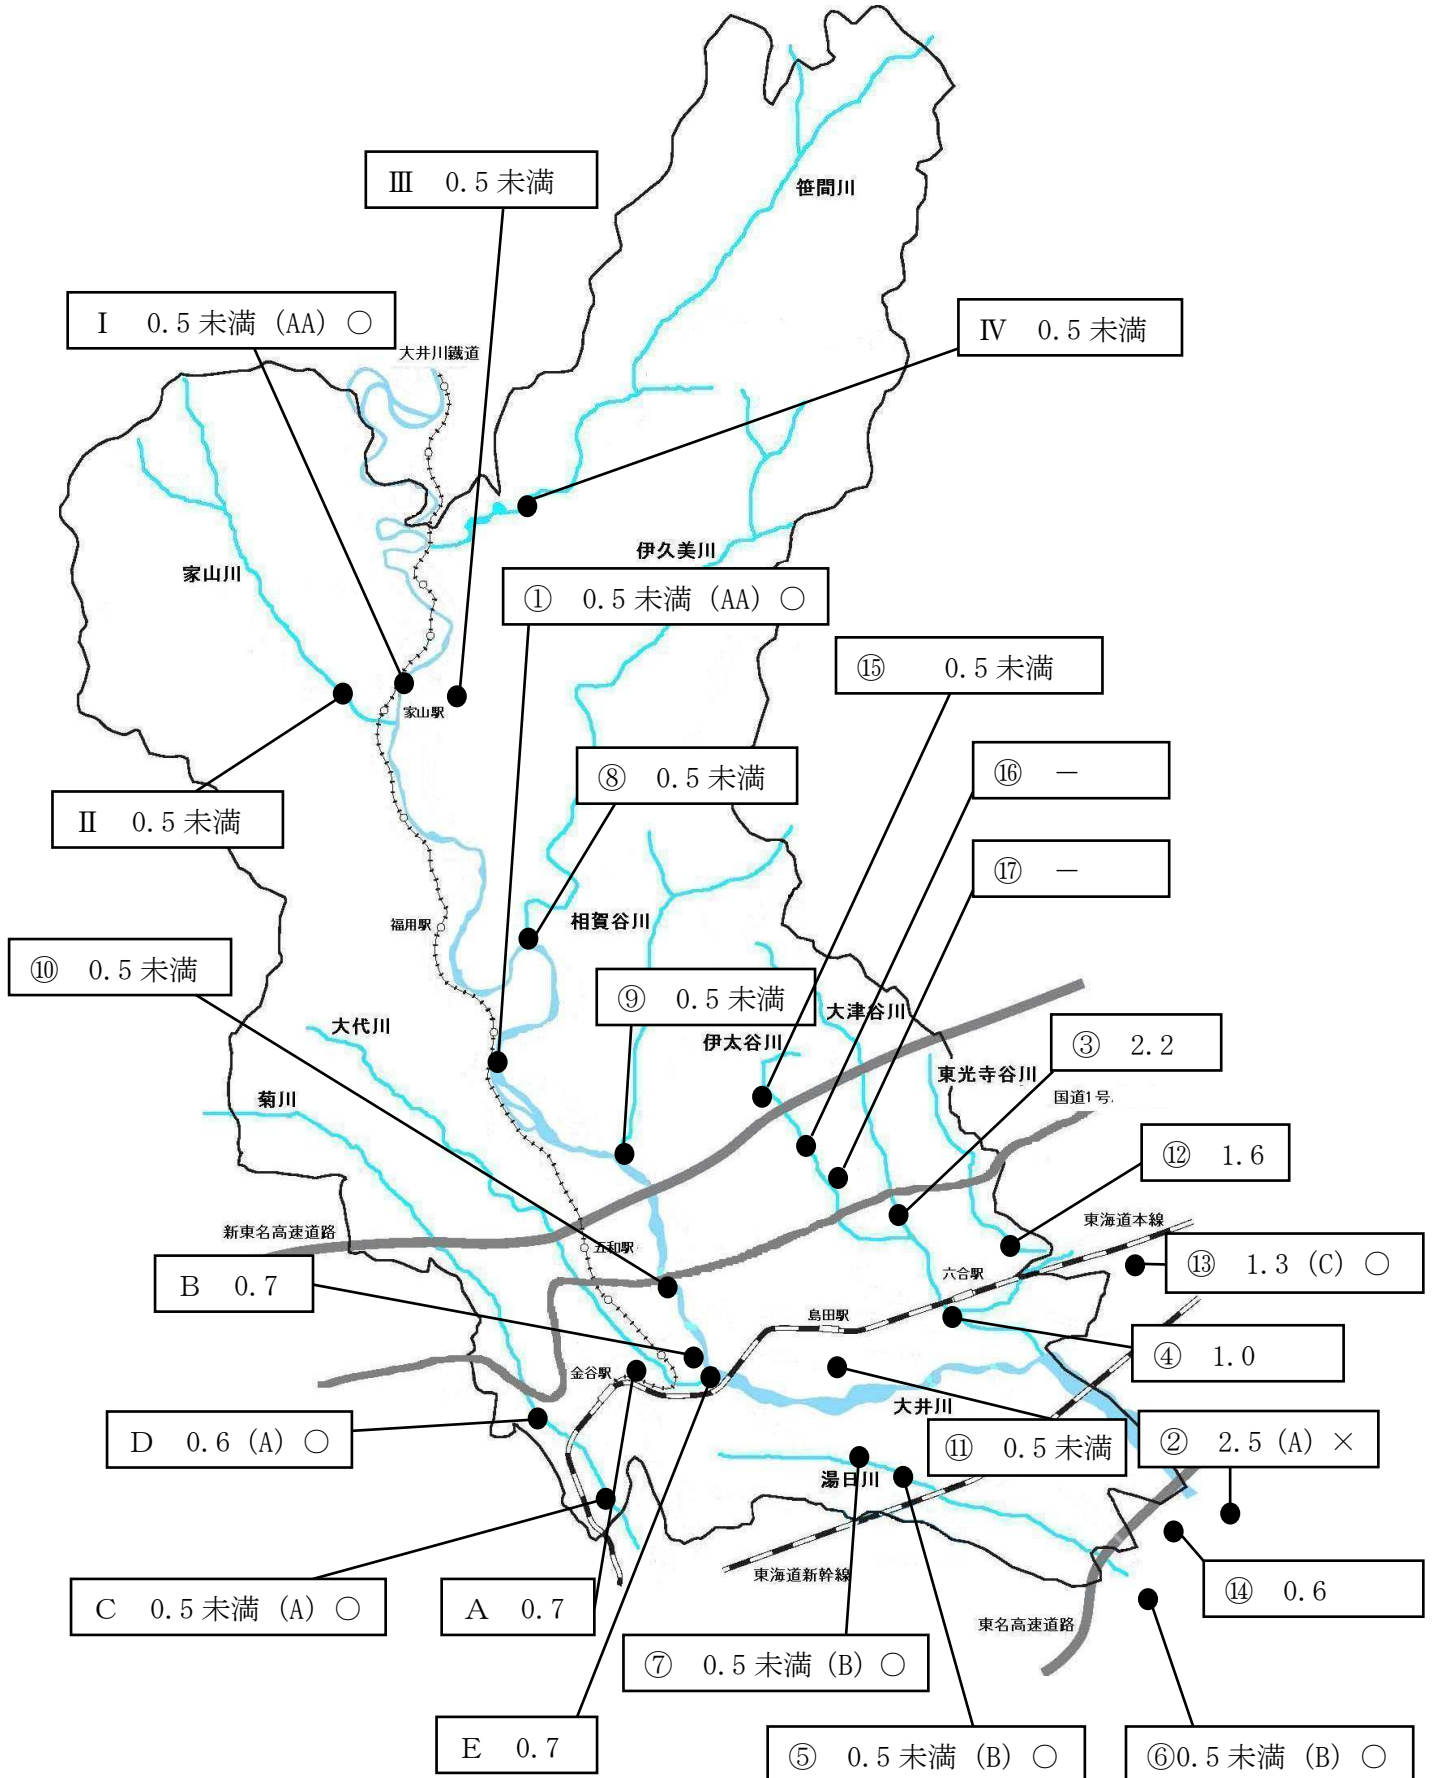 笹間川
Ⅲ 0.5 未満
Ⅰ 0.5 未満 (AA) ○
Ⅳ 0.5 未満
大井川鐵道
伊久美川
家山川
① 0.5 未満 (AA) ○
⑮ 0.5 未満
家山駅
⑧ 0.5 未満
⑯ －
Ⅱ 0.5 未満
⑰ －
福用駅
相賀谷川
⑩ 0.5 未満
⑨ 0.5 未満
大津谷川
大代川
伊太谷川
③ 2.2
東光寺谷川
菊川
国道1号
⑫ 1.6
新東名高速道路
五和駅
東海道本線
B 0.7
六合駅
⑬ 1.3 (C) ○
島田駅
④ 1.0
金谷駅
大井川
D 0.6 (A) ○
⑪ 0.5 未満
② 2.5 (A) ×
湯日川
東海道新幹線
C 0.5 未満 (A) ○
A 0.7
⑭ 0.6
東名高速道路
⑦ 0.5 未満 (B) ○
E 0.7
⑤ 0.5 未満 (B) ○
⑥0.5 未満 (B) ○